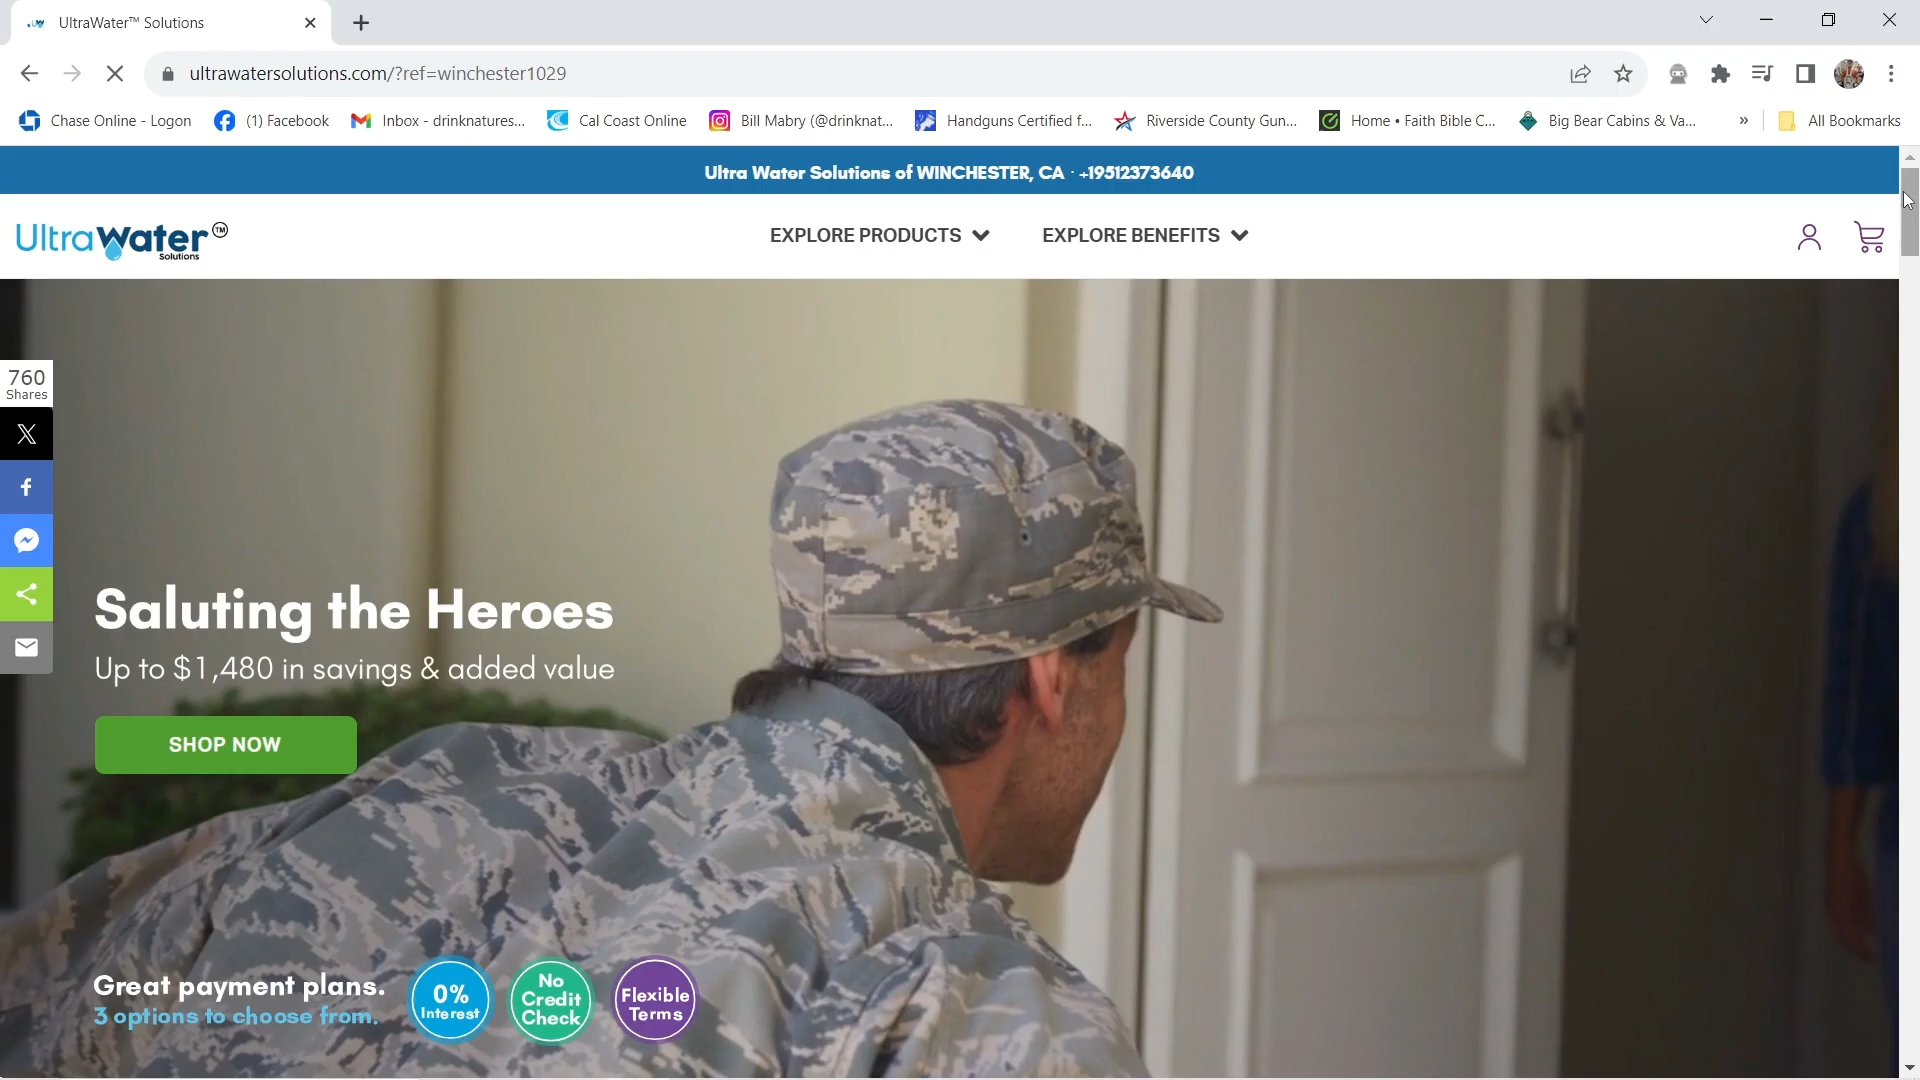 UltraWater™ Solutions
ultrawatersolutions.com/?ref=winchester1029
Chase Online - Logon
(1) Facebook
Inbox - drinknatures...
Cal Coast Online
Bill Mabry (@drinknat...
Handguns Certified f...
Riverside County Gun...
Home • Faith Bible C...
Big Bear Cabins & Va...
»
All Bookmarks
Ultra Water Solutions of WINCHESTER, CA · +19512373640
UltraWater™
Solutions
EXPLORE PRODUCTS
EXPLORE BENEFITS
760
Shares
Saluting the Heroes
Up to $1,480 in savings & added value
SHOP NOW
Great payment plans.
3 options to choose from.
0%
Interest
No
Credit
Check
Flexible
Terms